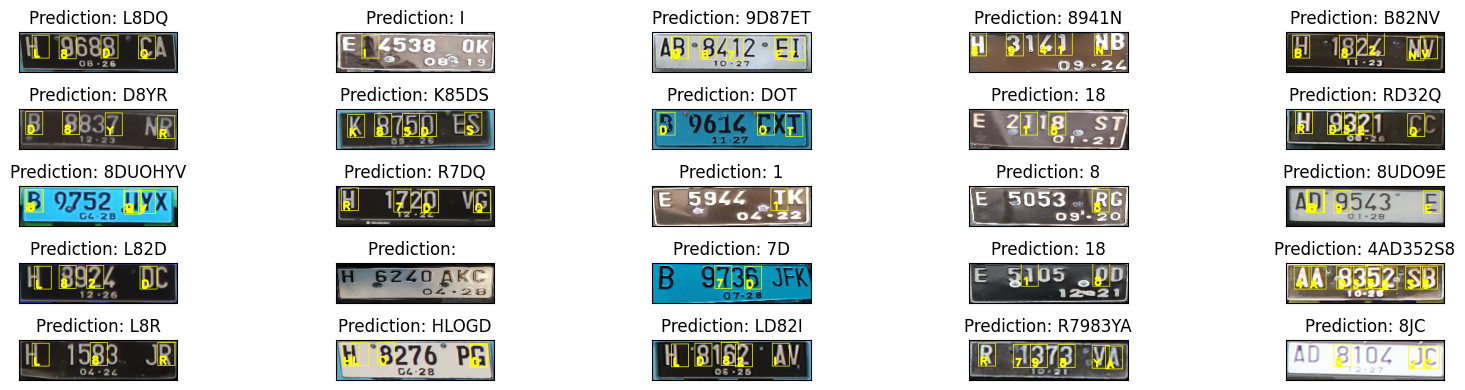 Prediction: L8DQ
Prediction: I
Prediction: 9D87ET
Prediction: 8941N
Prediction: B82NV
H 9688 CA
08·26
E 4538 QK
08 19
AB 8412 EI
10·27
H 3141 NB
09·24
H 1824 NV
11·23
Prediction: D8YR
Prediction: K85DS
Prediction: DOT
Prediction: 18
Prediction: RD32Q
B 8837 NR
12·23
K 8750 ES
09·26
B 9614 CXT
11·27
E 2118 ST
01·21
R 9321 CC
08·26
Prediction: 8DUOHYV
Prediction: R7DQ
Prediction: 1
Prediction: 8
Prediction: 8UDO9E
B 9752 UYX
04·28
H 1720 VG
12·24
E 5944 TK
04·22
E 5053 RG
09·20
AD 9543 E
01·28
Prediction: L82D
Prediction:
Prediction: 7D
Prediction: 18
Prediction: 4AD352S8
H 8924 DC
12·26
H 6240 AKC
04·28
B 9736 JFK
07·28
E 5105 QD
12·21
AA 8352 SB
10·26
Prediction: L8R
Prediction: HLOGD
Prediction: LD82I
Prediction: R7983YA
Prediction: 8JC
H 1583 JR
04·24
H 8276 PG
04·28
H 8162 AV
06·25
R 1373 VA
10·21
AD 8104 JC
12·27